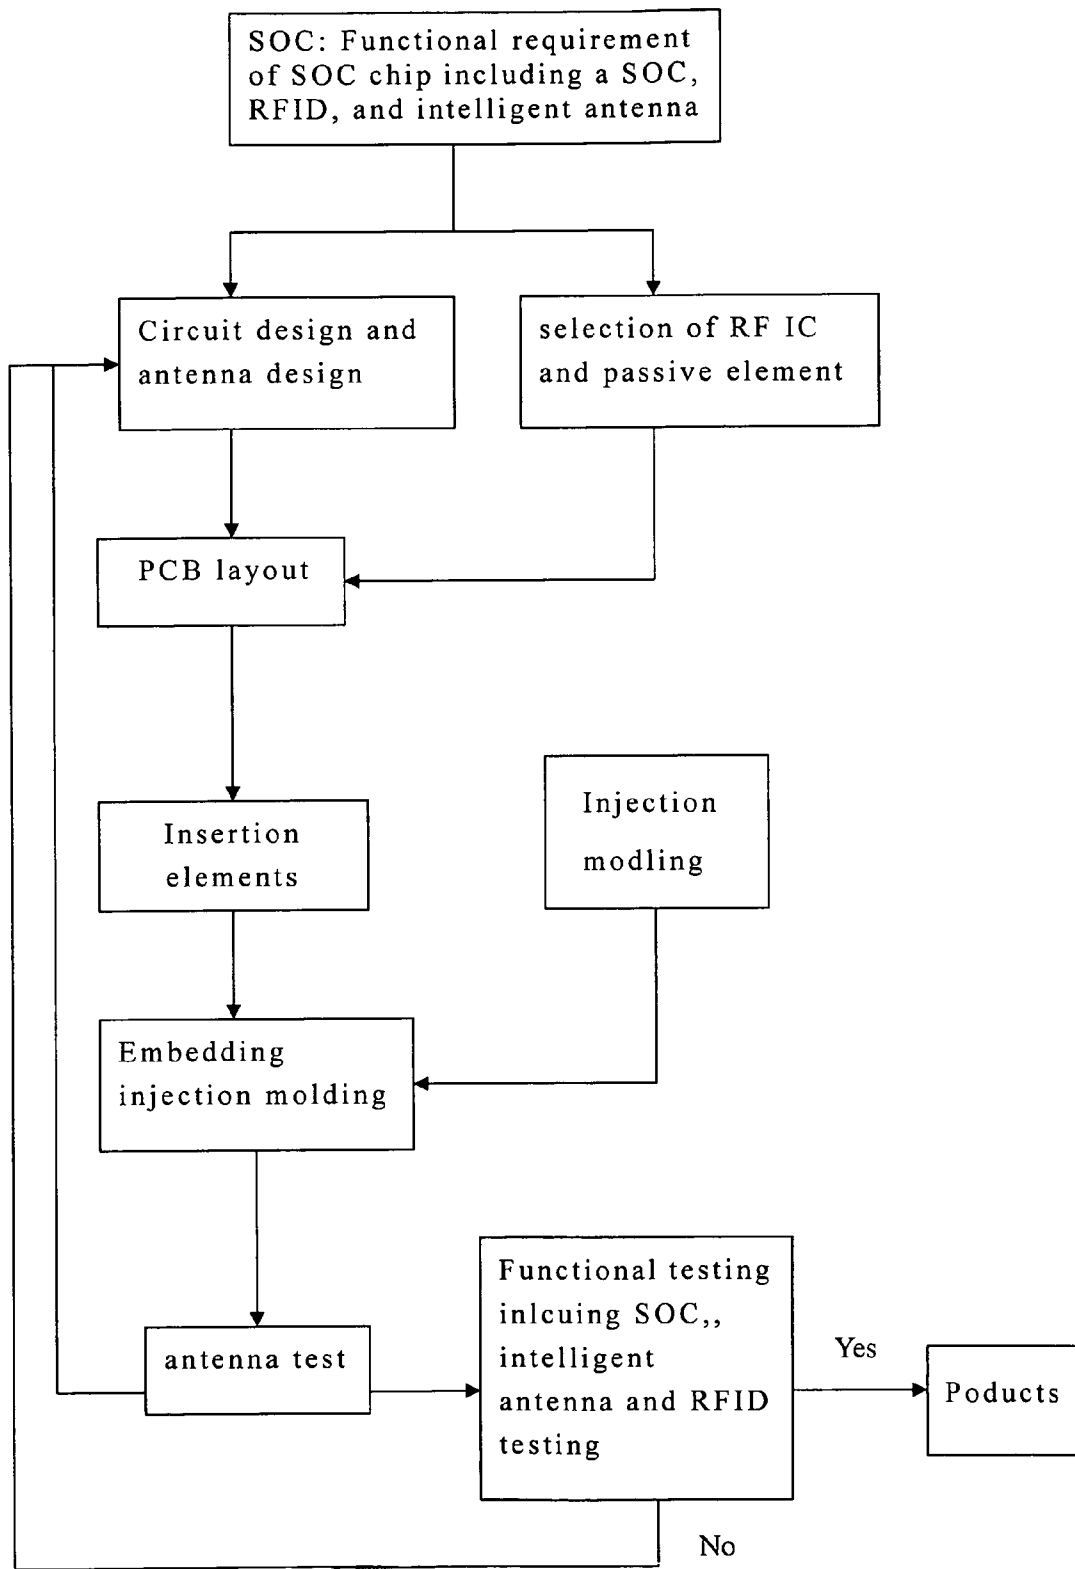 SOC: Functional requirement
of SOC chip including a SOC,
RFID, and intelligent antenna
Circuit design and
antenna design
selection of RF IC
and passive element
PCB layout
Insertion
elements
Injection
modling
Embedding
injection molding
antenna test
Functional testing
inlcuing SOC,,
intelligent
antenna and RFID
testing
Yes
Poducts
No